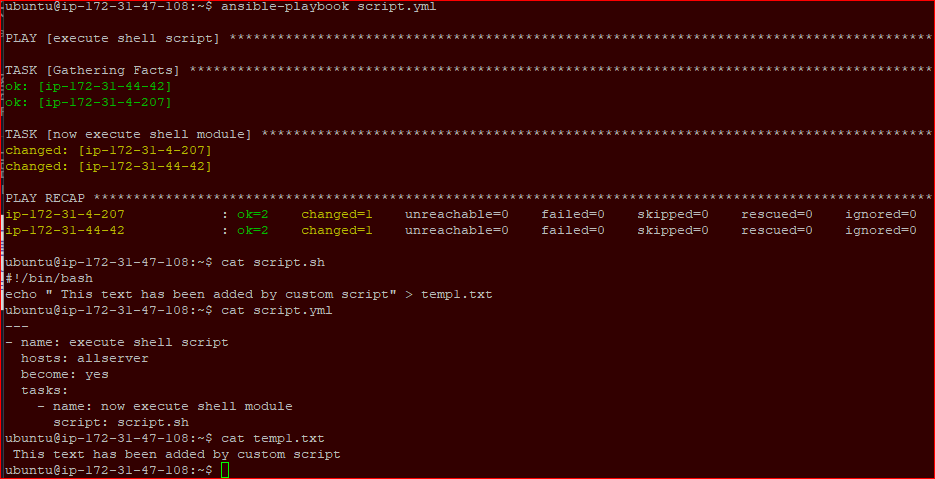 ubuntu@ip-172-31-47-108:~$ ansible-playbook script.yml
PLAY [execute shell script] ****************************************************************************************
TASK [Gathering Facts] *********************************************************************************************
ok: [ip-172-31-44-42]
ok: [ip-172-31-4-207]
TASK [now execute shell module] ************************************************************************************
changed: [ip-172-31-4-207]
changed: [ip-172-31-44-42]
PLAY RECAP *********************************************************************************************************
ip-172-31-4-207            : ok=2    changed=1    unreachable=0    failed=0    skipped=0    rescued=0    ignored=0
ip-172-31-44-42            : ok=2    changed=1    unreachable=0    failed=0    skipped=0    rescued=0    ignored=0
ubuntu@ip-172-31-47-108:~$ cat script.sh
#!/bin/bash
echo " This text has been added by custom script" > temp1.txt
ubuntu@ip-172-31-47-108:~$ cat script.yml
---
- name: execute shell script
  hosts: allserver
  become: yes
  tasks:
    - name: now execute shell module
      script: script.sh
ubuntu@ip-172-31-47-108:~$ cat temp1.txt
 This text has been added by custom script
ubuntu@ip-172-31-47-108:~$